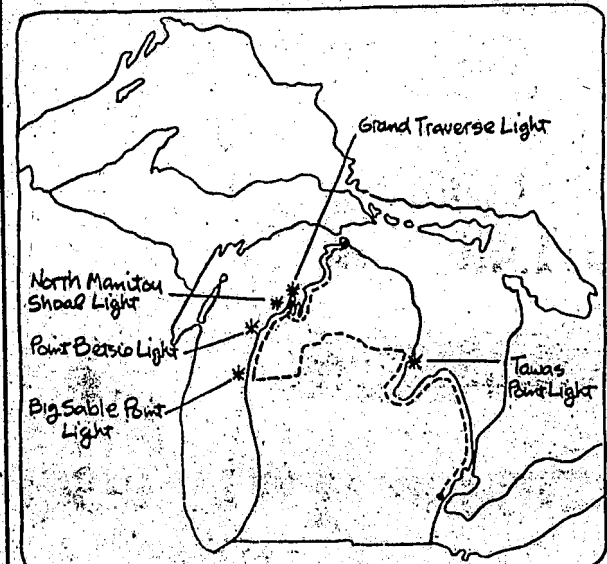 Grand Traverse Light
North Manitou
Shoal Light
Point Betsie Light
Big Sable Point
Light
Tawas
Point Light